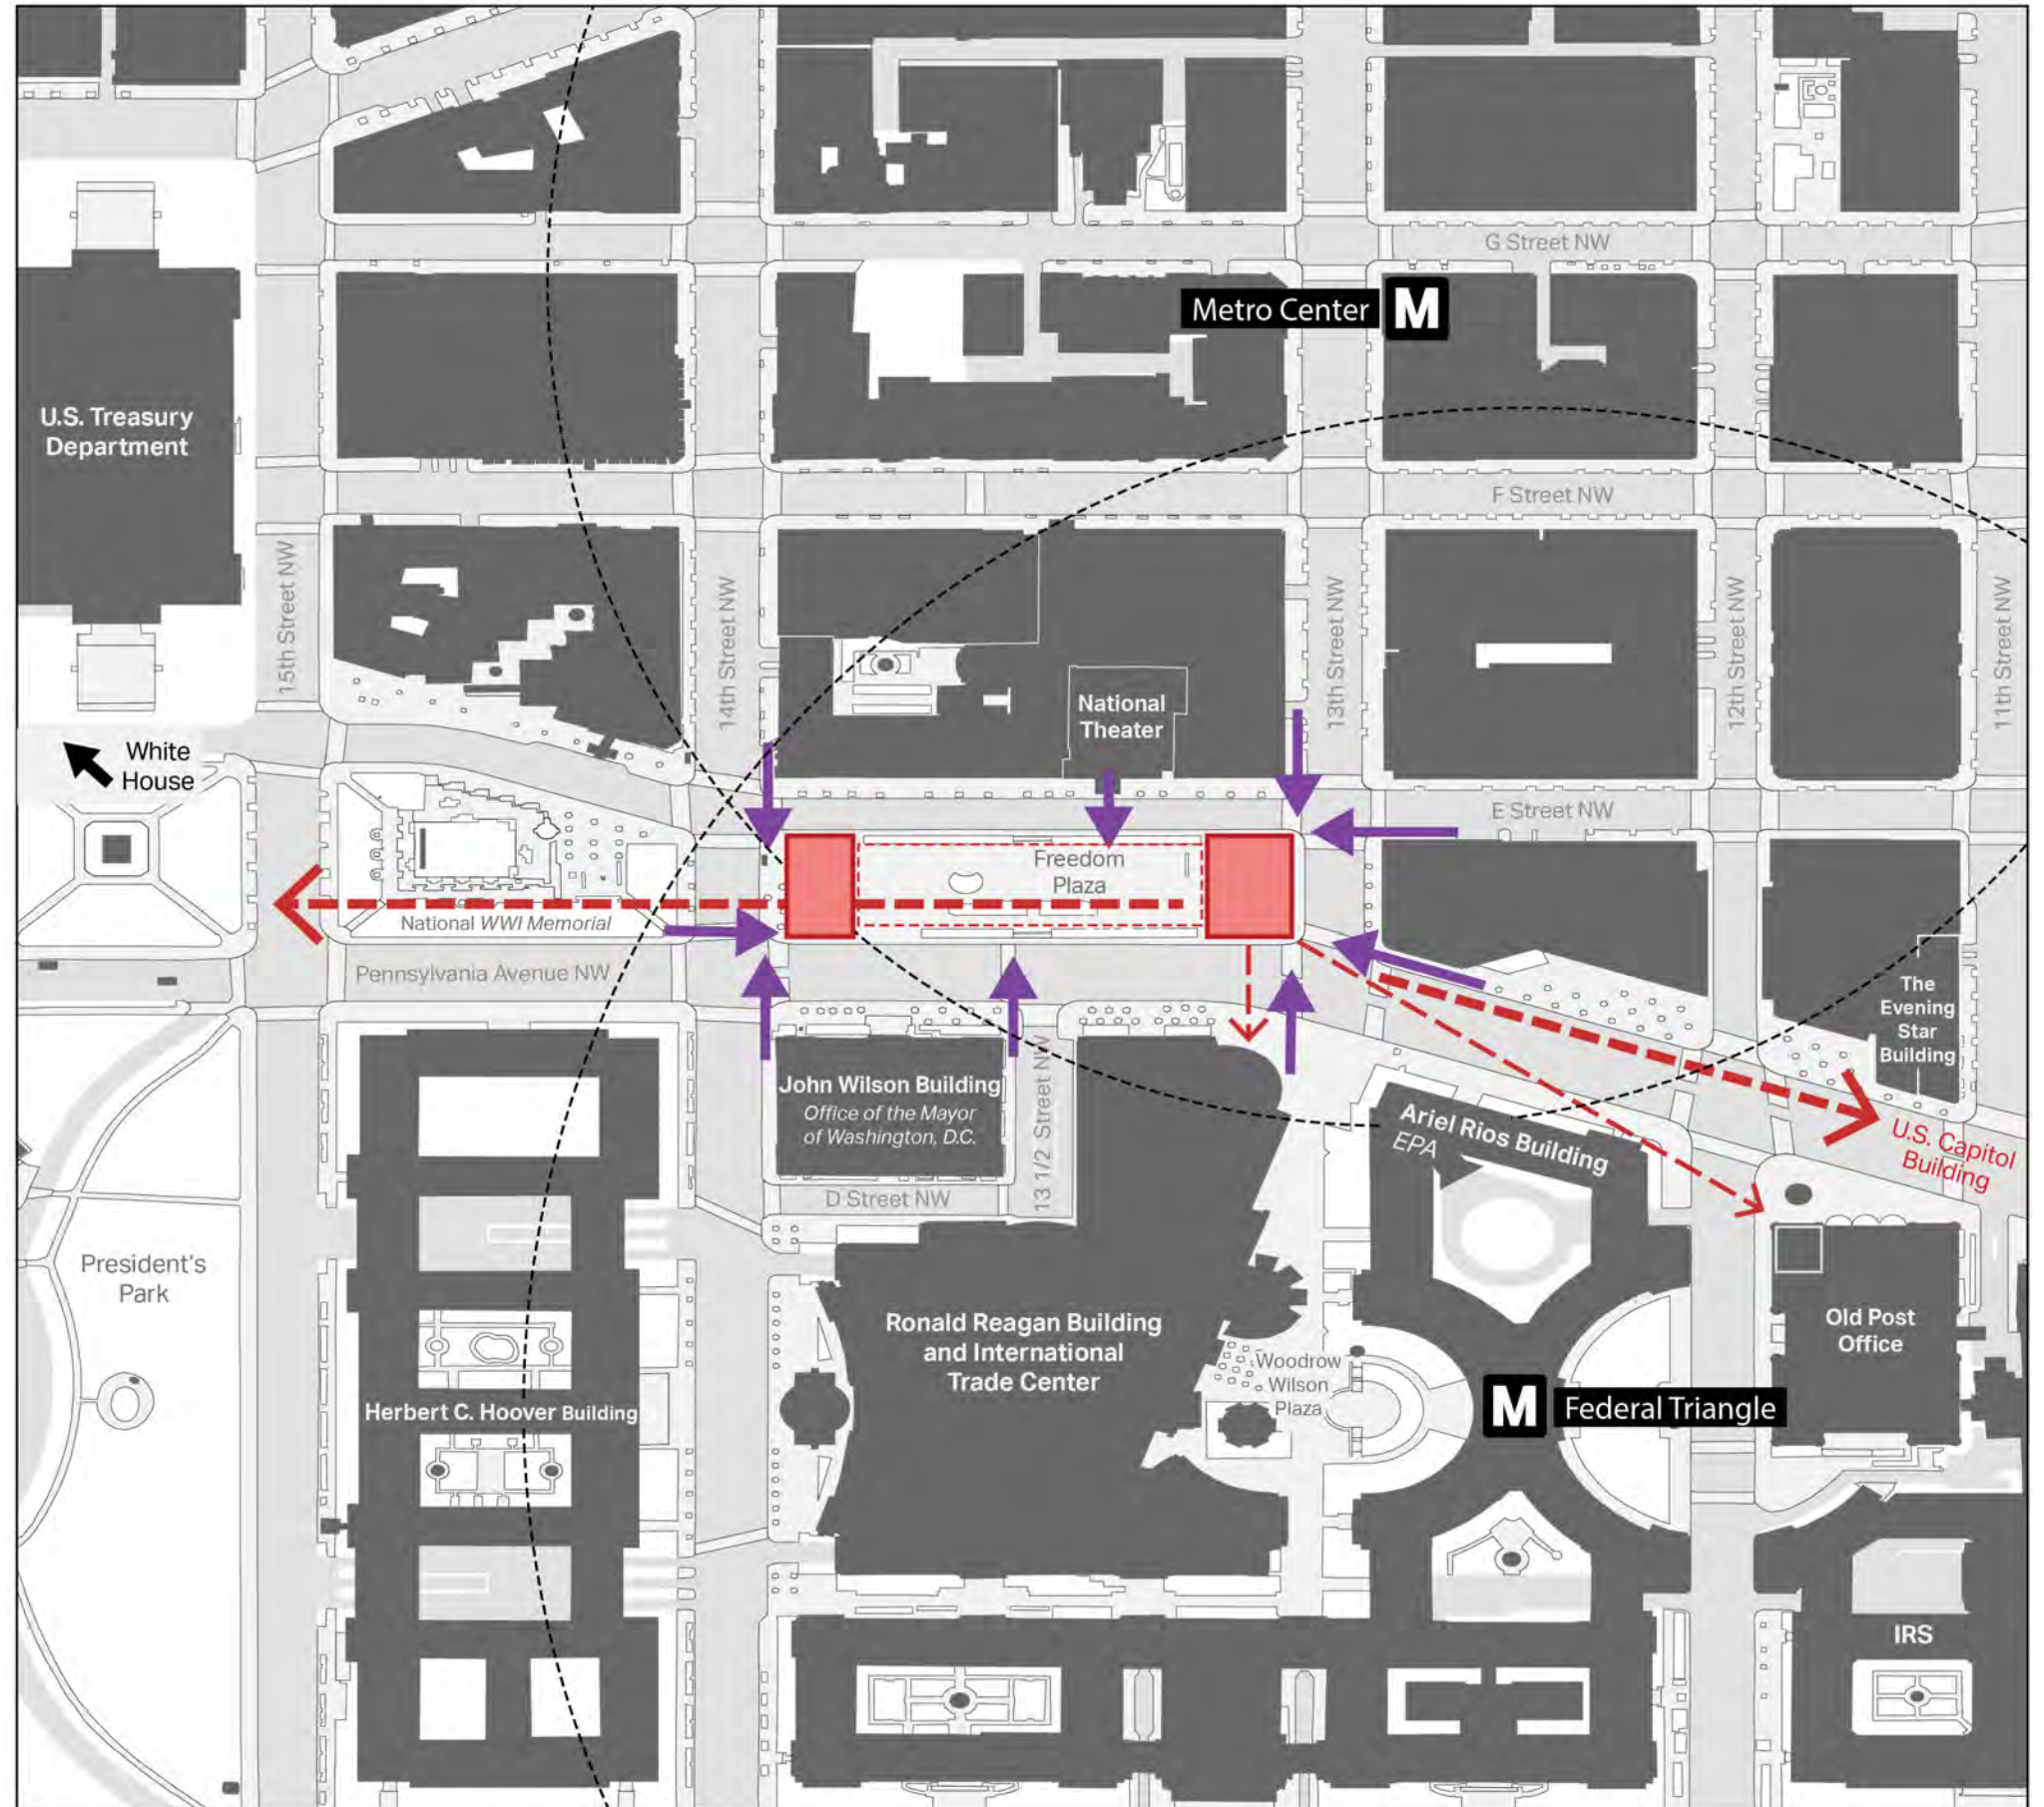 G Street NW
Metro Center M
U.S. Treasury
Department
F Street NW
15th Street NW
14th Street NW
13th Street NW
12th Street NW
11th Street NW
National
Theater
White
House
E Street NW
Freedom
Plaza
National WWI Memorial
Pennsylvania Avenue NW
The
Evening
Star
Building
John Wilson Building
Office of the Mayor
of Washington, D.C.
13 1/2 Street NW
Ariel Rios Building
EPA
U.S. Capitol
Building
D Street NW
President's
Park
Ronald Reagan Building
and International
Trade Center
Old Post
Office
Woodrow
Wilson
Plaza
Herbert C. Hoover Building
M Federal Triangle
IRS